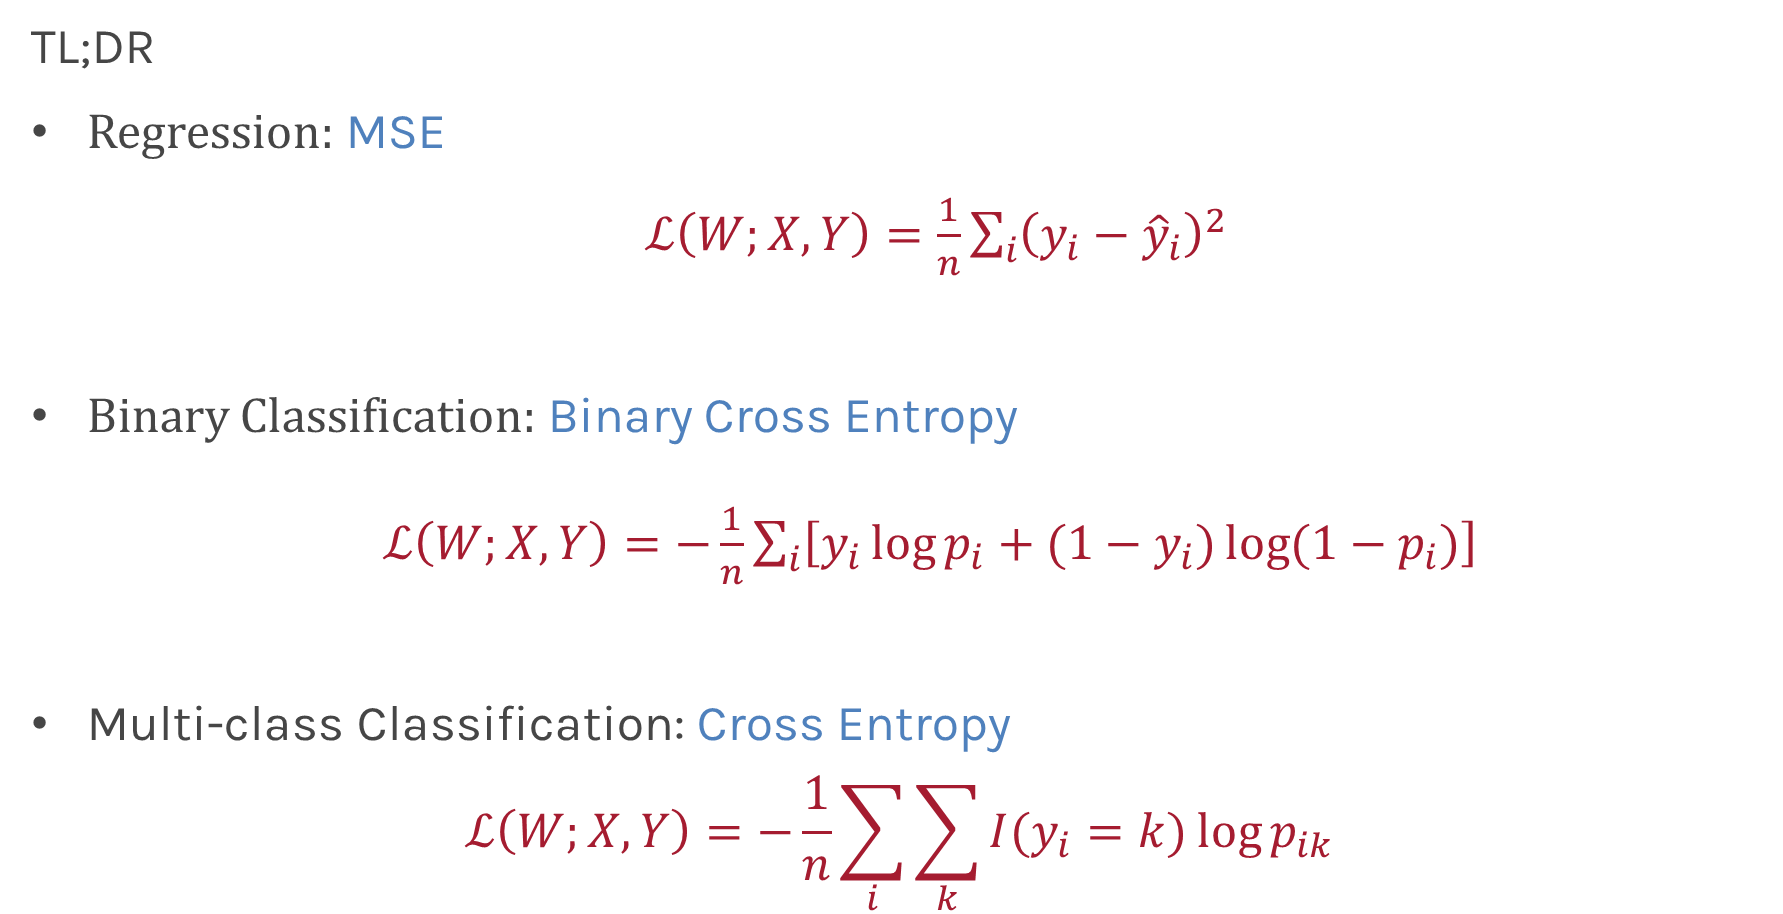 TL;DR
• Regression: MSE
ℒ(W; X, Y) = 1/n ∑ᵢ(yᵢ − ŷᵢ)²
• Binary Classification: Binary Cross Entropy
ℒ(W; X, Y) = −1/n ∑ᵢ[yᵢ log pᵢ + (1 − yᵢ) log(1 − pᵢ)]
• Multi-class Classification: Cross Entropy
ℒ(W; X, Y) = −1/n ∑ᵢ ∑ₖ I(yᵢ = k) log pᵢₖ